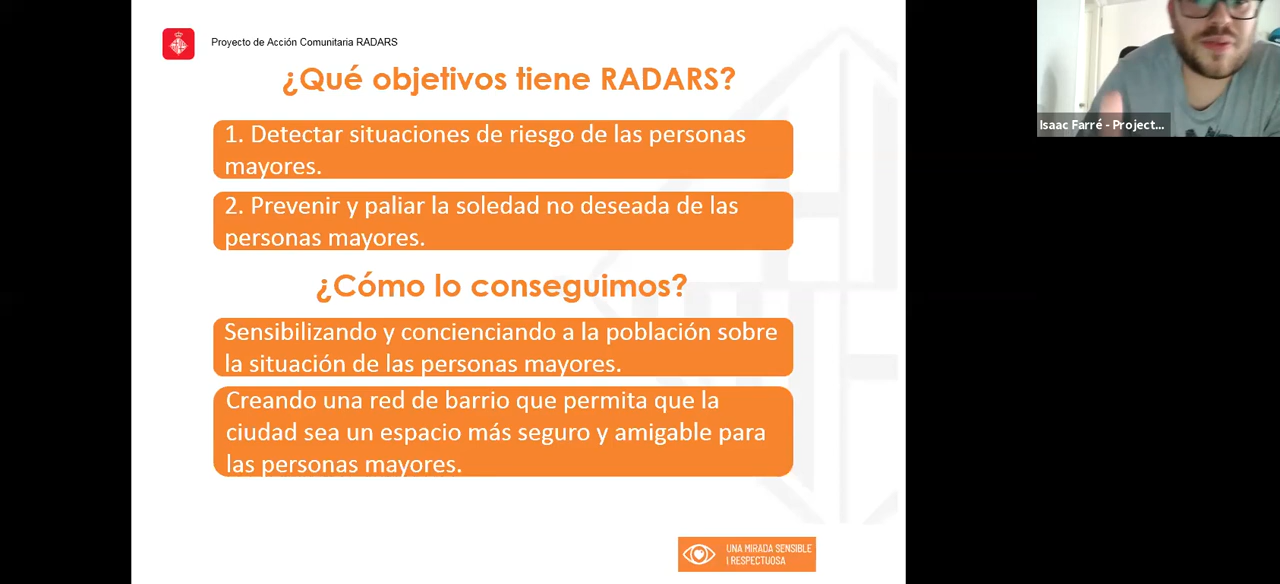 Proyecto de Acción Comunitaria RADARS
¿Qué objetivos tiene RADARS?
1. Detectar situaciones de riesgo de las personas
mayores.
2. Prevenir y paliar la soledad no deseada de las
personas mayores.
¿Cómo lo conseguimos?
Sensibilizando y concienciando a la población sobre
la situación de las personas mayores.
Creando una red de barrio que permita que la
ciudad sea un espacio más seguro y amigable para
las personas mayores.
UNA MIRADA SENSIBLE
I RESPECTUOSA
Isaac Farré - Project...